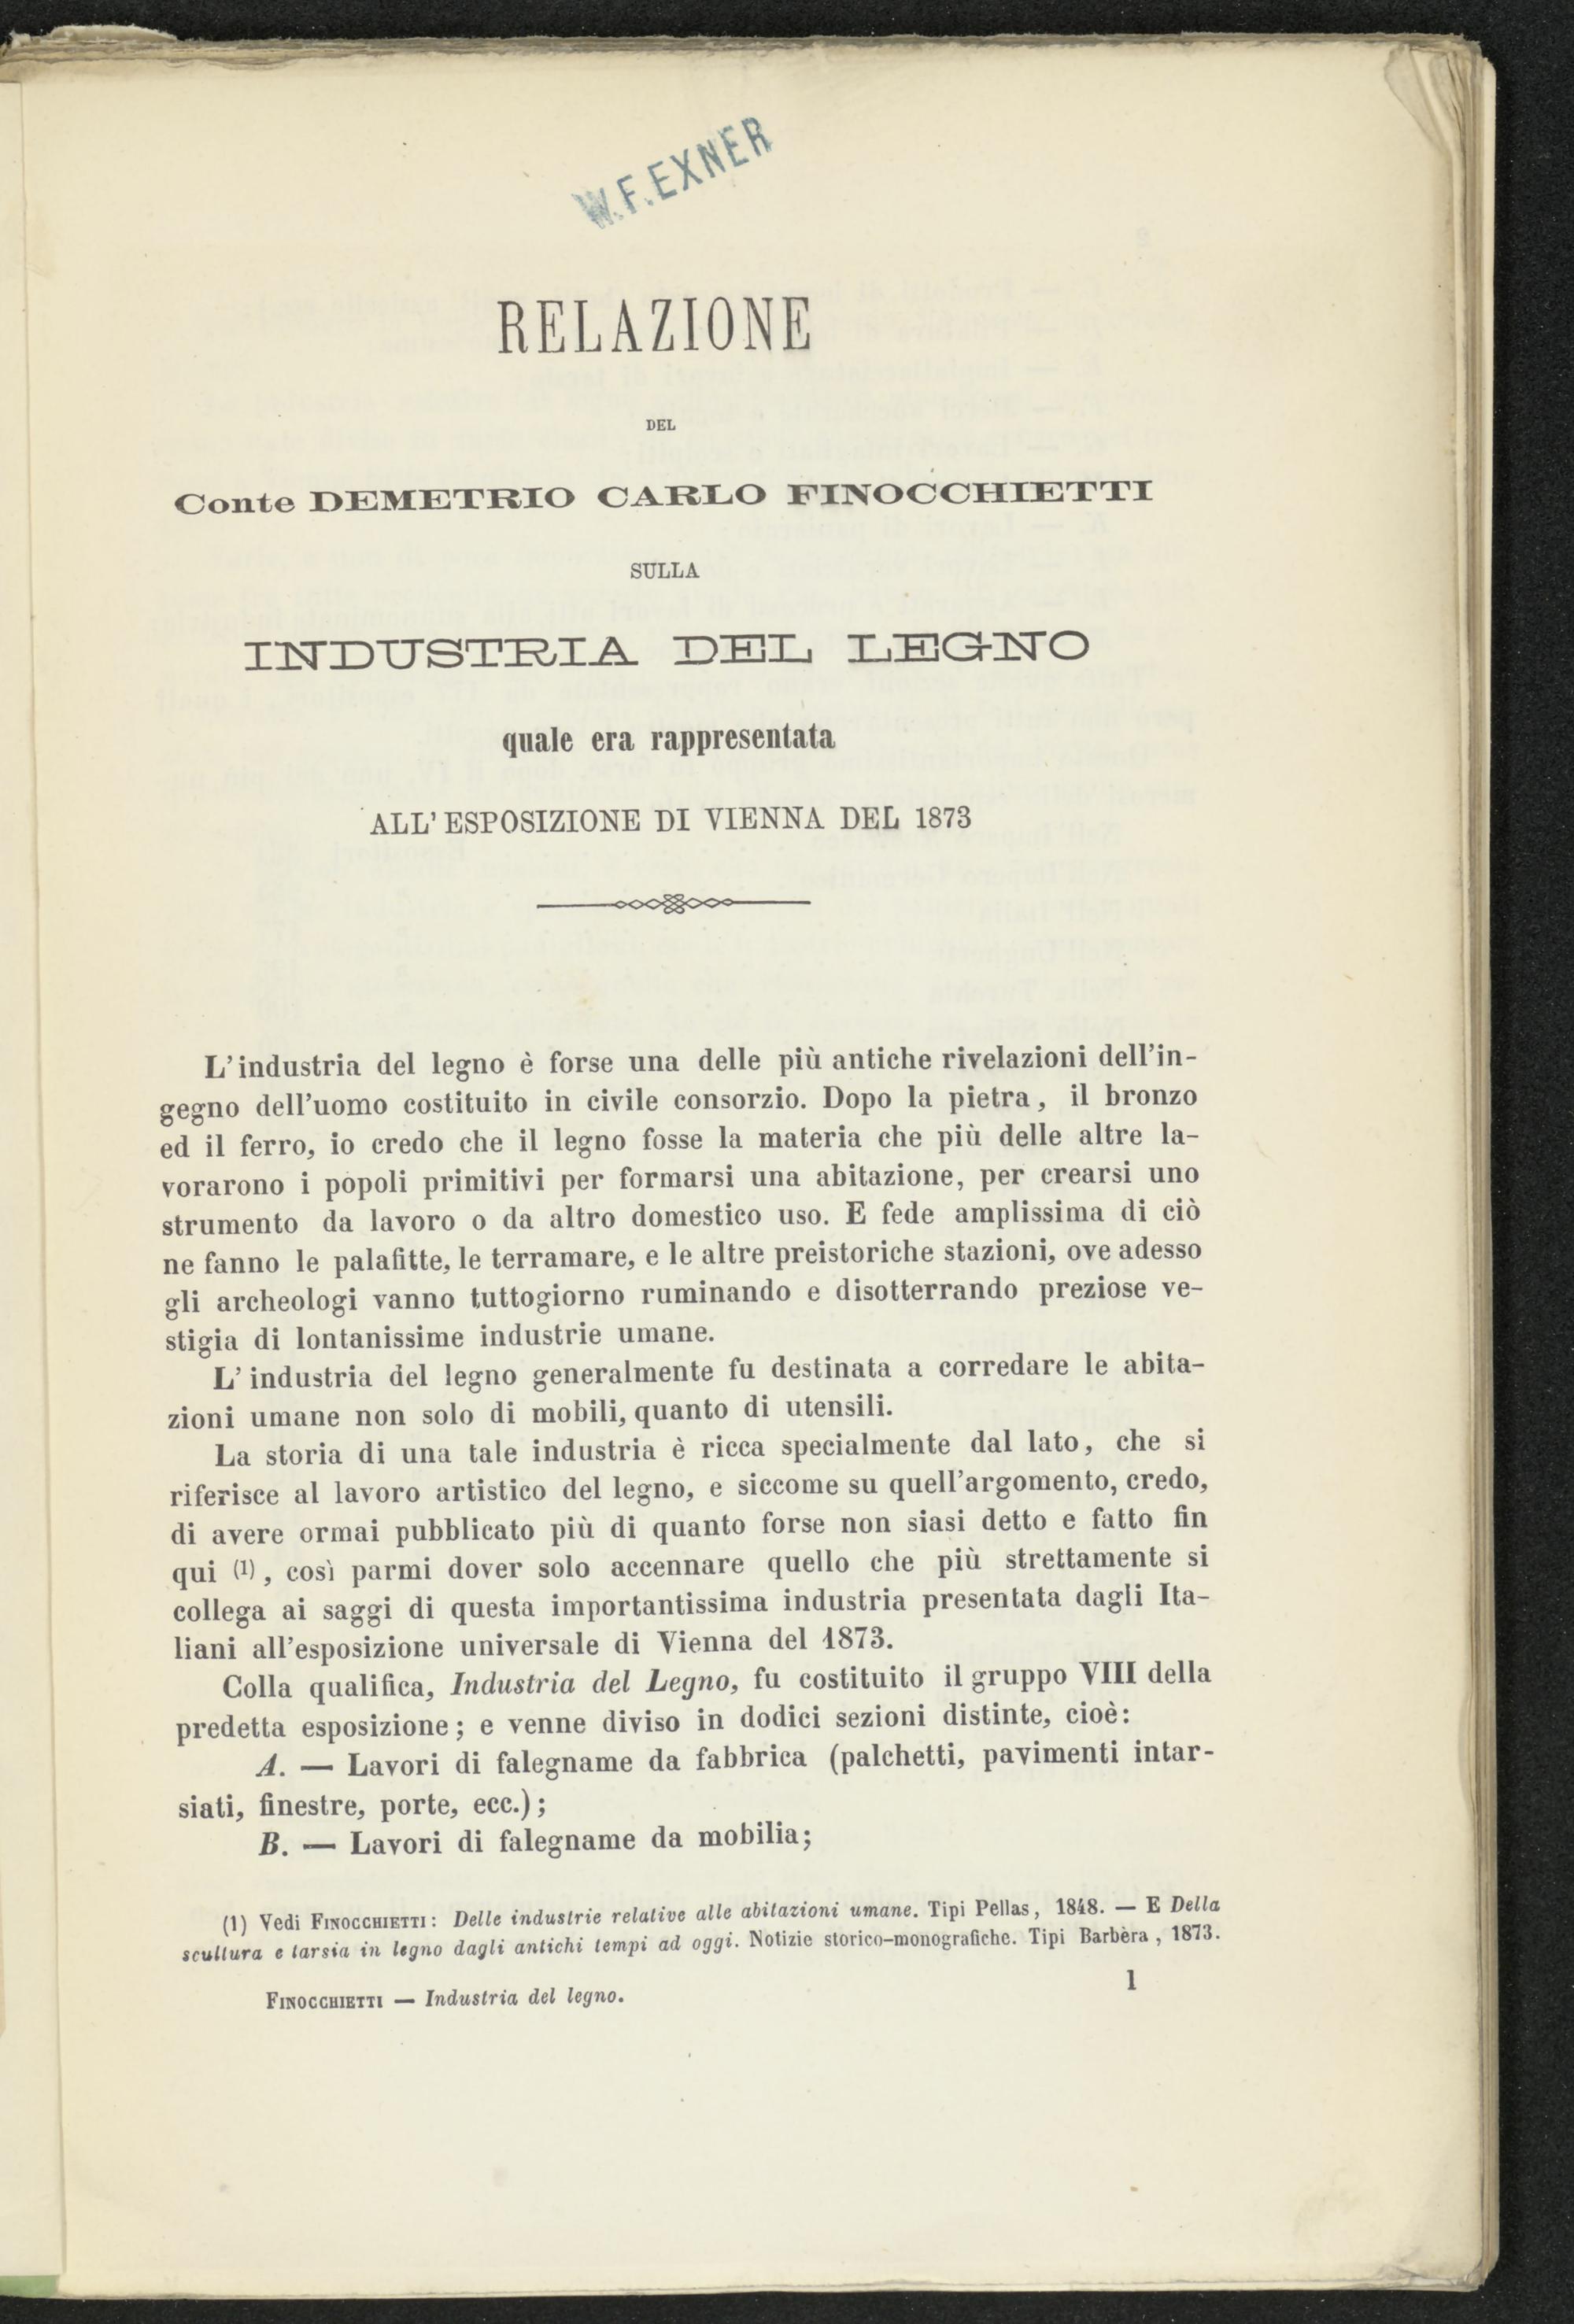 W. F. EXNER
RELAZIONE
DEL
Conte DEMETRIO CARLO FINOCCHIETTI
SULLA
INDUSTRIA DEL LEGNO
quale era rappresentata
ALL' ESPOSIZIONE DI VIENNA DEL 1873
L'industria del legno è forse una delle più antiche rivelazioni dell'in-
gegno dell'uomo costituito in civile consorzio. Dopo la pietra, il bronzo
ed il ferro, io credo che il legno fosse la materia che più delle altre la-
vorarono i popoli primitivi per formarsi una abitazione, per crearsi uno
strumento da lavoro o da altro domestico uso. E fede amplissima di ciò
ne fanno le palafitte, le terramare, e le altre preistoriche stazioni, ove adesso
gli archeologi vanno tuttogiorno ruminando e disotterrando preziose ve-
stigia di lontanissime industrie umane.
L'industria del legno generalmente fu destinata a corredare le abita-
zioni umane non solo di mobili, quanto di utensili.
La storia di una tale industria è ricca specialmente dal lato, che si
riferisce al lavoro artistico del legno, e siccome su quell'argomento, credo,
di avere ormai pubblicato più di quanto forse non siasi detto e fatto fin
qui (1), così parmi dover solo accennare quello che più strettamente si
collega ai saggi di questa importantissima industria presentata dagli Ita-
liani all'esposizione universale di Vienna del 1873.
Colla qualifica, Industria del Legno, fu costituito il gruppo VIII della
predetta esposizione; e venne diviso in dodici sezioni distinte, cioè:
A. — Lavori di falegname da fabbrica (palchetti, pavimenti intar-
siati, finestre, porte, ecc.);
B. — Lavori di falegname da mobilia;
(1) Vedi FINOCCHIETTI: Delle industrie relative alle abitazioni umane. Tipi Pellas, 1848. — E Della
scultura e tarsia in legno dagli antichi tempi ad oggi. Notizie storico-monografiche. Tipi Barbèra, 1873.
FINOCCHIETTI — Industria del legno.
1